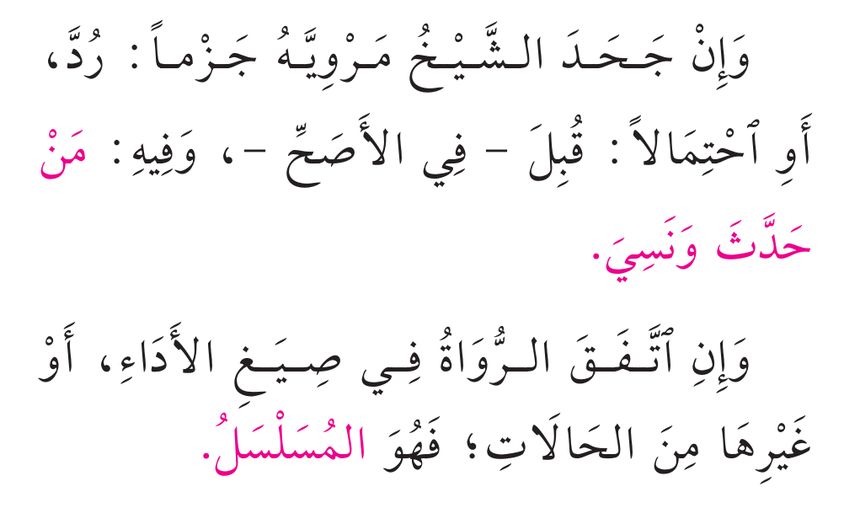 وَإِنْ جَحَدَ الشَّيْخُ مَرْوِيَّهُ جَزْماً: رُدَّ،
أَوِ ٱحْتِمَالاً: قُبِلَ - فِي الأَصَحِّ -، وَفِيهِ: مَنْ
حَدَّثَ وَنَسِيَ.
وَإِنِ ٱتَّفَقَ الرُّوَاةُ فِي صِيَغِ الأَدَاءِ، أَوْ
غَيْرِهَا مِنَ الحَالَاتِ؛ فَهُوَ المُسَلْسَلُ.